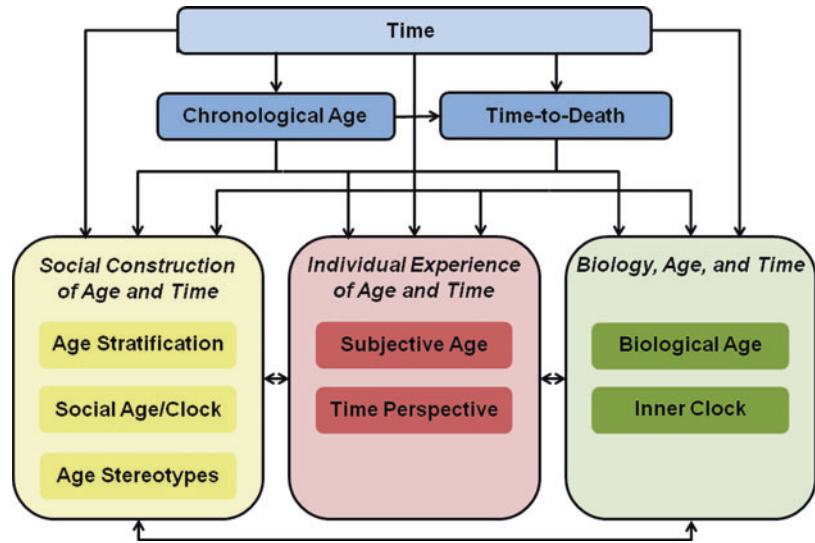 Time
Chronological Age
Time-to-Death
Social Construction
of Age and Time
Age Stratification
Social Age/Clock
Age Stereotypes
Individual Experience
of Age and Time
Subjective Age
Time Perspective
Biology, Age, and Time
Biological Age
Inner Clock